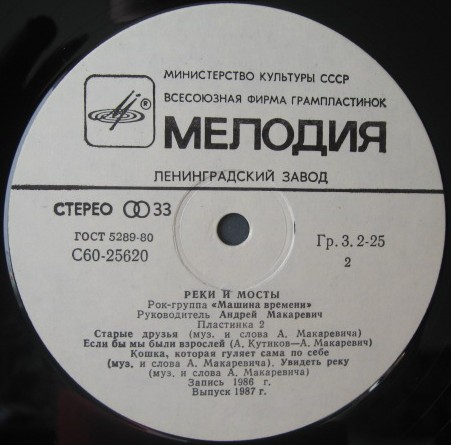 МИНИСТЕРСТВО КУЛЬТУРЫ СССР
ВСЕСОЮЗНАЯ ФИРМА ГРАМПЛАСТИНОК
®
МЕЛОДИЯ
ЛЕНИНГРАДСКИЙ ЗАВОД
СТЕРЕО 33
ГОСТ 5289-80
С60-25620
Гр. 3. 2-25
2
РЕКИ И МОСТЫ
Рок-группа «Машина времени»
Руководитель Андрей Макаревич
Пластинка 2
Старые друзья (муз. и слова А. Макаревича)
Если бы мы были взрослей (А. Кутиков—А. Макаревич)
Кошка, которая гуляет сама по себе
(муз. и слова А. Макаревича). Увидеть реку
(муз. и слова А. Макаревича)
Запись 1986 г.
Выпуск 1987 г.